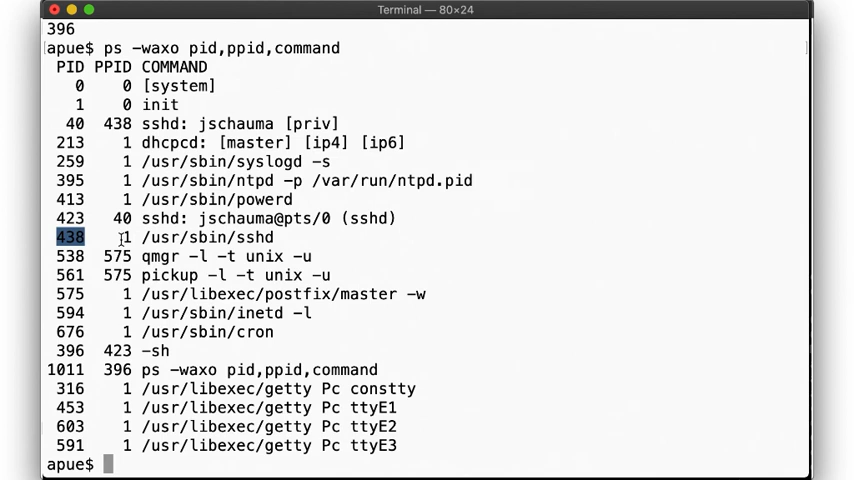 Terminal — 80×24
396
apue$ ps -waxo pid,ppid,command
PID PPID COMMAND
0 0 [system]
1 0 init
40 438 sshd: jschauma [priv]
213 1 dhcpcd: [master] [ip4] [ip6]
259 1 /usr/sbin/syslogd -s
395 1 /usr/sbin/ntpd -p /var/run/ntpd.pid
413 1 /usr/sbin/powerd
423 40 sshd: jschauma@pts/0 (sshd)
438 1 /usr/sbin/sshd
538 575 qmgr -l -t unix -u
561 575 pickup -l -t unix -u
575 1 /usr/libexec/postfix/master -w
594 1 /usr/sbin/inetd -l
676 1 /usr/sbin/cron
396 423 -sh
1011 396 ps -waxo pid,ppid,command
316 1 /usr/libexec/getty Pc constty
453 1 /usr/libexec/getty Pc ttyE1
603 1 /usr/libexec/getty Pc ttyE2
591 1 /usr/libexec/getty Pc ttyE3
apue$